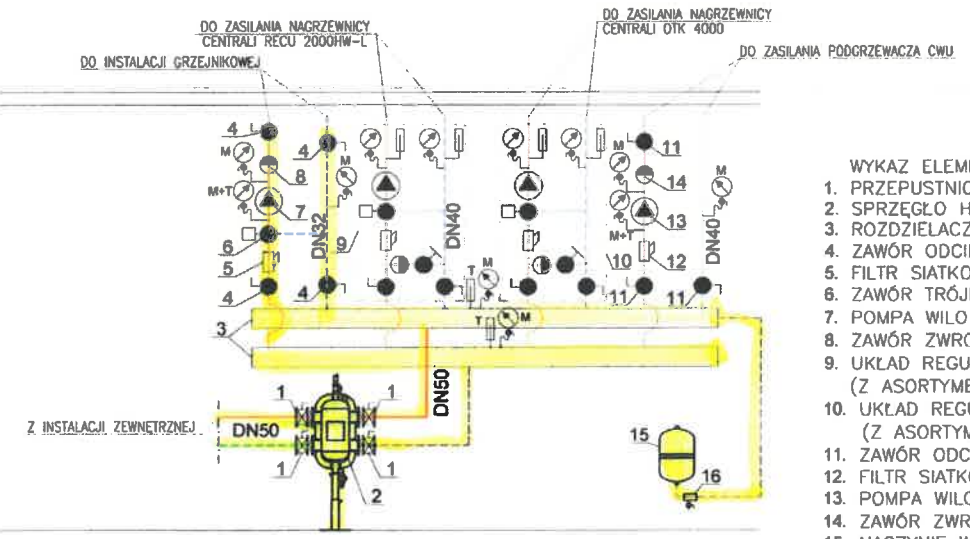 DO ZASILANIA NAGRZEWNICY
CENTRALI RECU 2000HW-L
DO ZASILANIA NAGRZEWNICY
CENTRALI OTK 4000
DO ZASILANIA PODGRZEWACZA CWU
DO INSTALACJI GRZEJNIKOWEJ
4
4
11
M
M
M
M
8
14
M+T
7
13
6
DN32
9
DN40
10
M+T
12
DN40
5
T
M
4
4
11
11
3
T
M
1
1
DN50
Z INSTALACJI ZEWNĘTRZNEJ
DN50
1
1
2
15
16
WYKAZ ELEM
1. PRZEPUSTNIC
2. SPRZĘGŁO H
3. ROZDZIELACZ
4. ZAWÓR ODCI
5. FILTR SIATKO
6. ZAWÓR TRÓJ
7. POMPA WILO
8. ZAWÓR ZWRO
9. UKŁAD REGU
(Z ASORTYME
10. UKŁAD REGU
(Z ASORTYM
11. ZAWÓR ODC
12. FILTR SIATKO
13. POMPA WILO
14. ZAWÓR ZWR